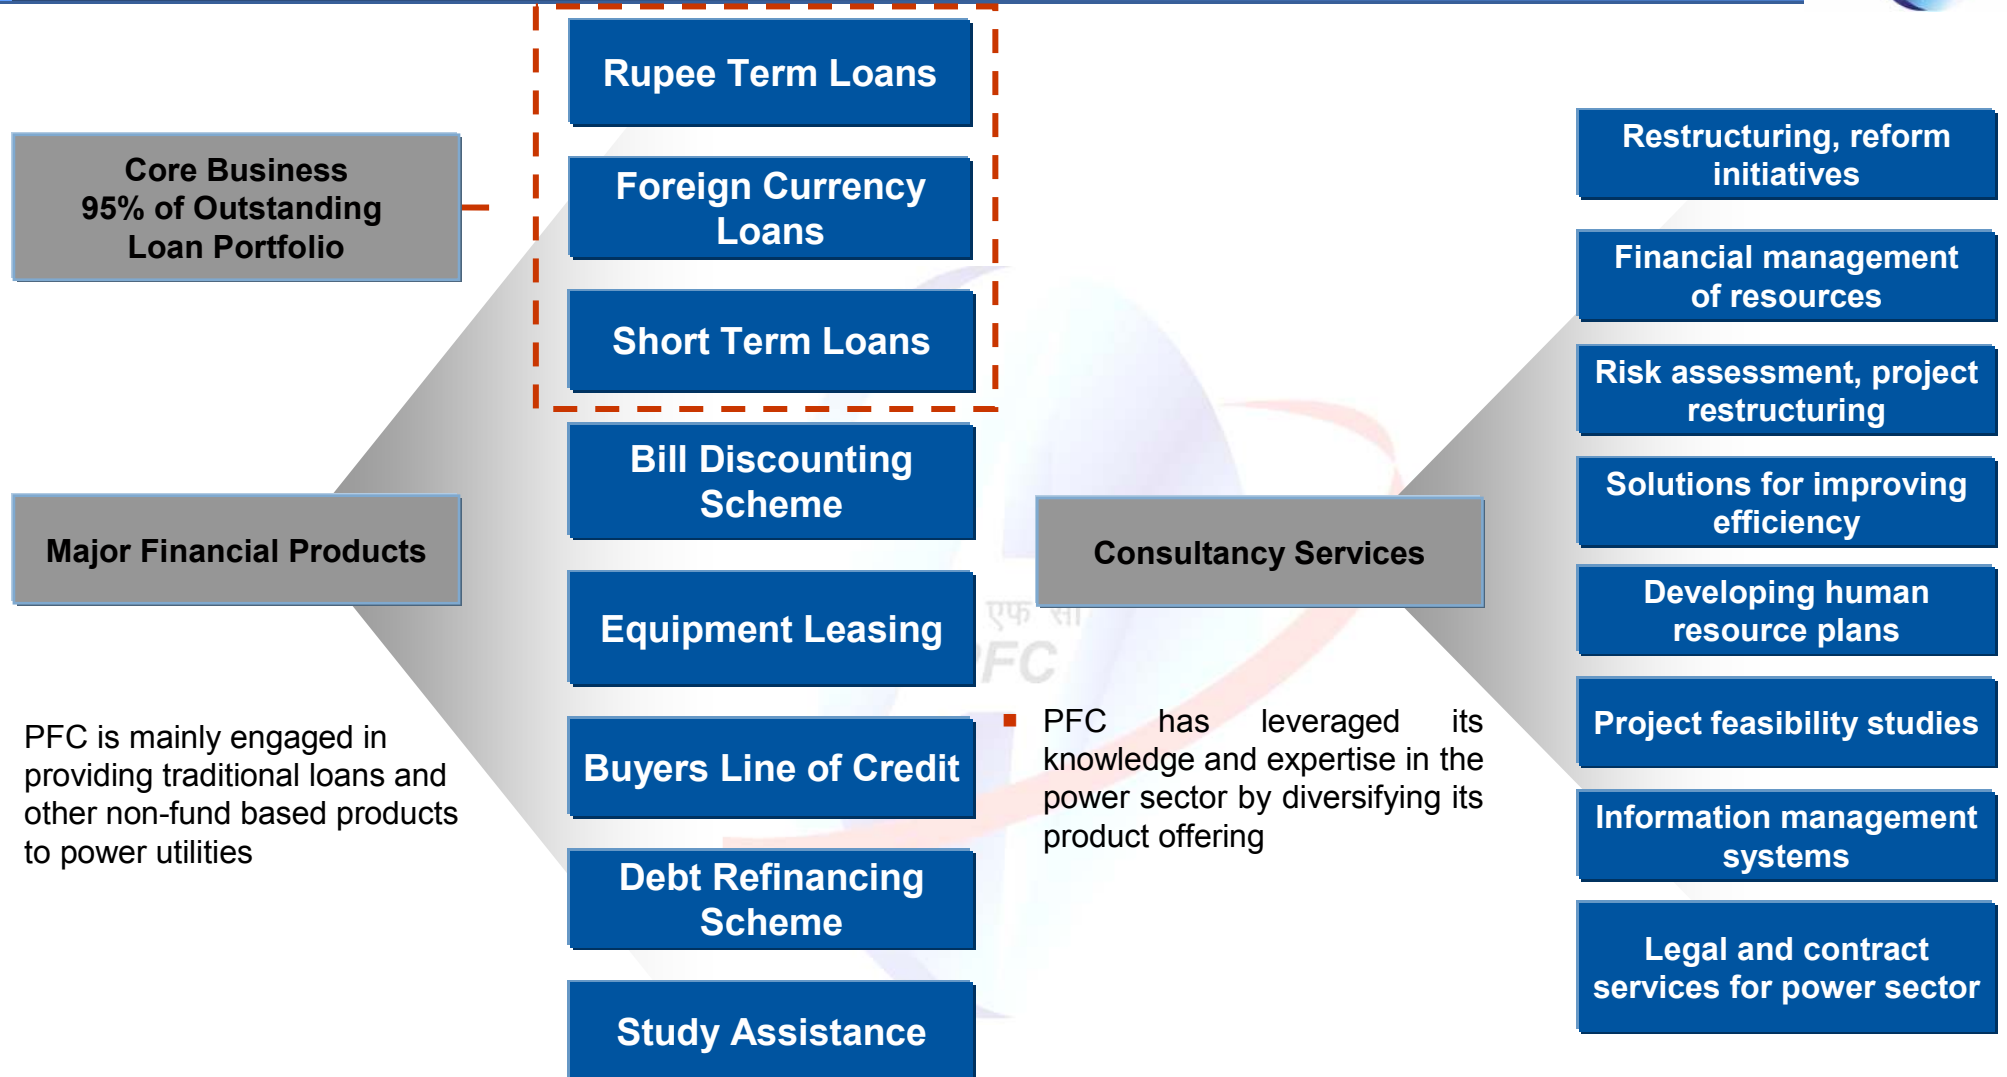 Core Business
95% of Outstanding
Loan Portfolio
Major Financial Products
PFC is mainly engaged in
providing traditional loans and
other non-fund based products
to power utilities
Rupee Term Loans
Foreign Currency
Loans
Short Term Loans
Bill Discounting
Scheme
Equipment Leasing
Buyers Line of Credit
Debt Refinancing
Scheme
Study Assistance
एफ सी
PFC
Consultancy Services
▪ PFC has leveraged its
knowledge and expertise in the
power sector by diversifying its
product offering
Restructuring, reform
initiatives
Financial management
of resources
Risk assessment, project
restructuring
Solutions for improving
efficiency
Developing human
resource plans
Project feasibility studies
Information management
systems
Legal and contract
services for power sector